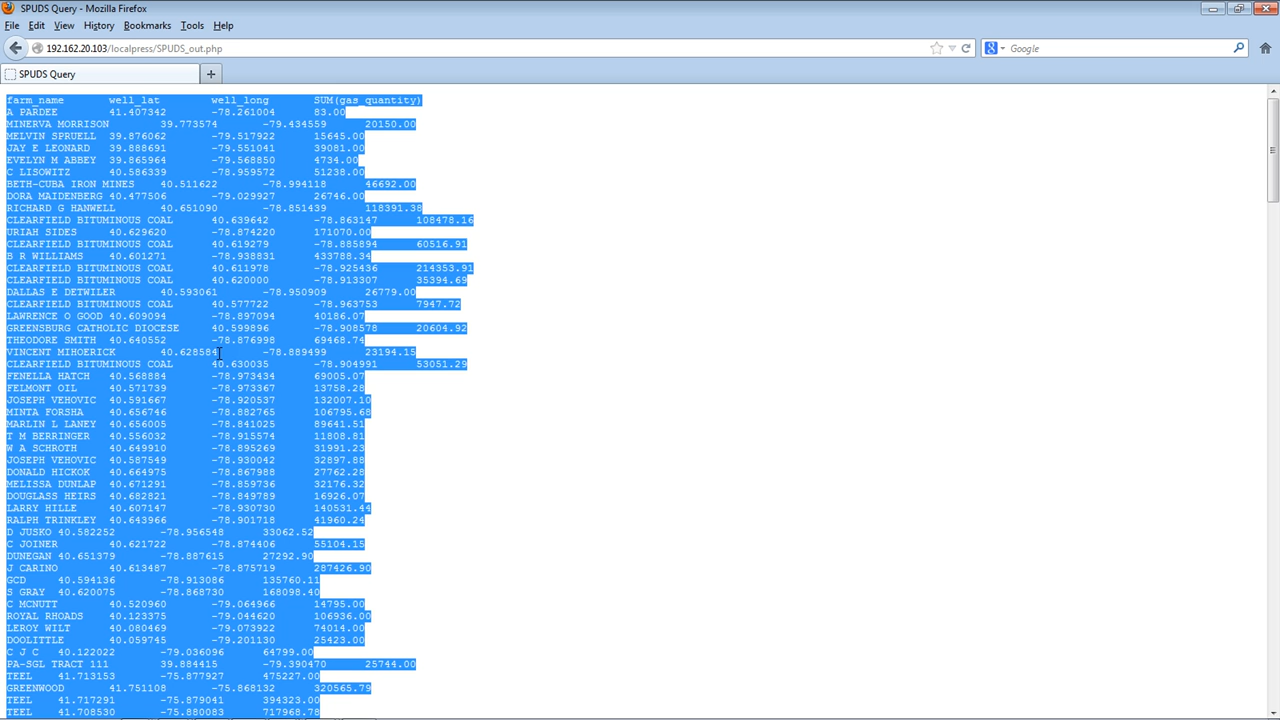 SPUDS Query - Mozilla Firefox
File Edit View History Bookmarks Tools Help
192.162.20.103/localpress/SPUDS_out.php
Google
SPUDS Query
farm_name well_lat well_long SUM(gas_quantity)
A PARDEE 41.407342 -78.261004 83.00
MINERVA MORRISON 39.773574 -79.434559 20150.00
MELVIN SPRUELL 39.876062 -79.517922 15645.00
JAY E LEONARD 39.888691 -79.551041 39081.00
EVELYN M ABBEY 39.865964 -79.568850 4734.00
C LISOWITZ 40.586339 -78.959572 51238.00
BETH-CUBA IRON MINES 40.511622 -78.994118 46692.00
DORA MAIDENBERG 40.477506 -79.029927 26746.00
RICHARD G HANWELL 40.651090 -78.851439 118391.38
CLEARFIELD BITUMINOUS COAL 40.639642 -78.863147 108478.16
URIAH SIDES 40.629620 -78.874220 171070.00
CLEARFIELD BITUMINOUS COAL 40.619279 -78.885894 60516.91
B R WILLIAMS 40.601271 -78.938831 433788.34
CLEARFIELD BITUMINOUS COAL 40.611978 -78.925436 214353.91
CLEARFIELD BITUMINOUS COAL 40.620000 -78.913307 35394.69
DALLAS E DETWILER 40.593061 -78.950909 26779.00
CLEARFIELD BITUMINOUS COAL 40.577722 -78.963753 7947.72
LAWRENCE O GOOD 40.609094 -78.897094 40186.07
GREENSBURG CATHOLIC DIOCESE 40.599896 -78.908578 20604.92
THEODORE SMITH 40.640552 -78.876998 69468.74
VINCENT MIHOERICK 40.628584 -78.889499 23194.15
CLEARFIELD BITUMINOUS COAL 40.630035 -78.904991 53051.29
FENELLA HATCH 40.568884 -78.973434 69005.07
FELMONT OIL 40.571739 -78.973367 13758.28
JOSEPH VEHOVIC 40.591667 -78.920537 132007.10
MINTA FORSHA 40.656746 -78.882765 106795.68
MARLIN L LANEY 40.656005 -78.841025 89641.51
T M BERRINGER 40.556032 -78.915574 11808.81
W A SCHROTH 40.649910 -78.895269 31991.23
JOSEPH VEHOVIC 40.587549 -78.930042 32897.88
DONALD HICKOK 40.664975 -78.867988 27762.28
MELISSA DUNLAP 40.671291 -78.859736 32176.32
DOUGLASS HEIRS 40.682821 -78.849789 16926.07
LARRY HILLE 40.607147 -78.930730 140531.44
RALPH TRINKLEY 40.643966 -78.901718 41960.24
D JUSKO 40.582252 -78.956548 33062.52
C JOINER 40.621722 -78.874406 55104.15
DUNEGAN 40.651379 -78.887615 27292.90
J CARINO 40.613487 -78.875719 287426.90
GCD 40.594136 -78.913086 135760.11
S GRAY 40.620075 -78.868730 168098.40
C MCNUTT 40.520960 -79.064966 14795.00
ROYAL RHOADS 40.123375 -79.044620 106936.00
LEROY WILT 40.080469 -79.073922 74014.00
DOOLITTLE 40.059745 -79.201130 25423.00
C J C 40.122022 -79.036096 64799.00
PA-SGL TRACT 111 39.884415 -79.390470 25744.00
TEEL 41.713153 -75.877927 475227.00
GREENWOOD 41.751108 -75.868132 320565.79
TEEL 41.717291 -75.879041 394323.00
TEEL 41.708530 -75.880083 717968.78